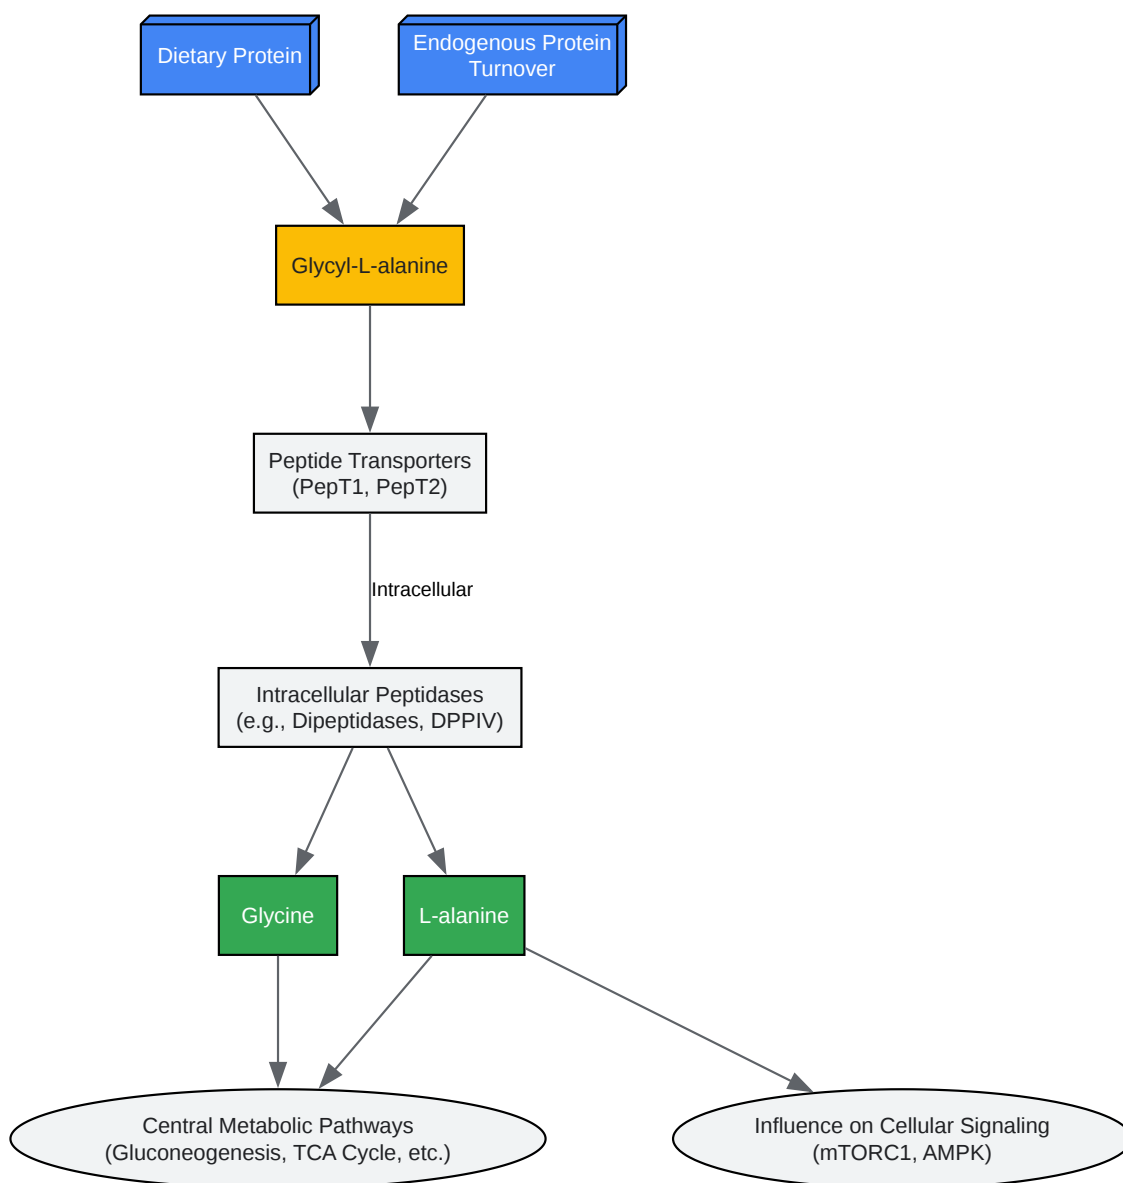 Dietary Protein
Endogenous Protein
Turnover
Glycyl-L-alanine
Peptide Transporters
(PepT1, PepT2)
Intracellular
Intracellular Peptidases
(e.g., Dipeptidases, DPPIV)
Glycine
L-alanine
Central Metabolic Pathways
(Gluconeogenesis, TCA Cycle, etc.)
Influence on Cellular Signaling
(mTORC1, AMPK)